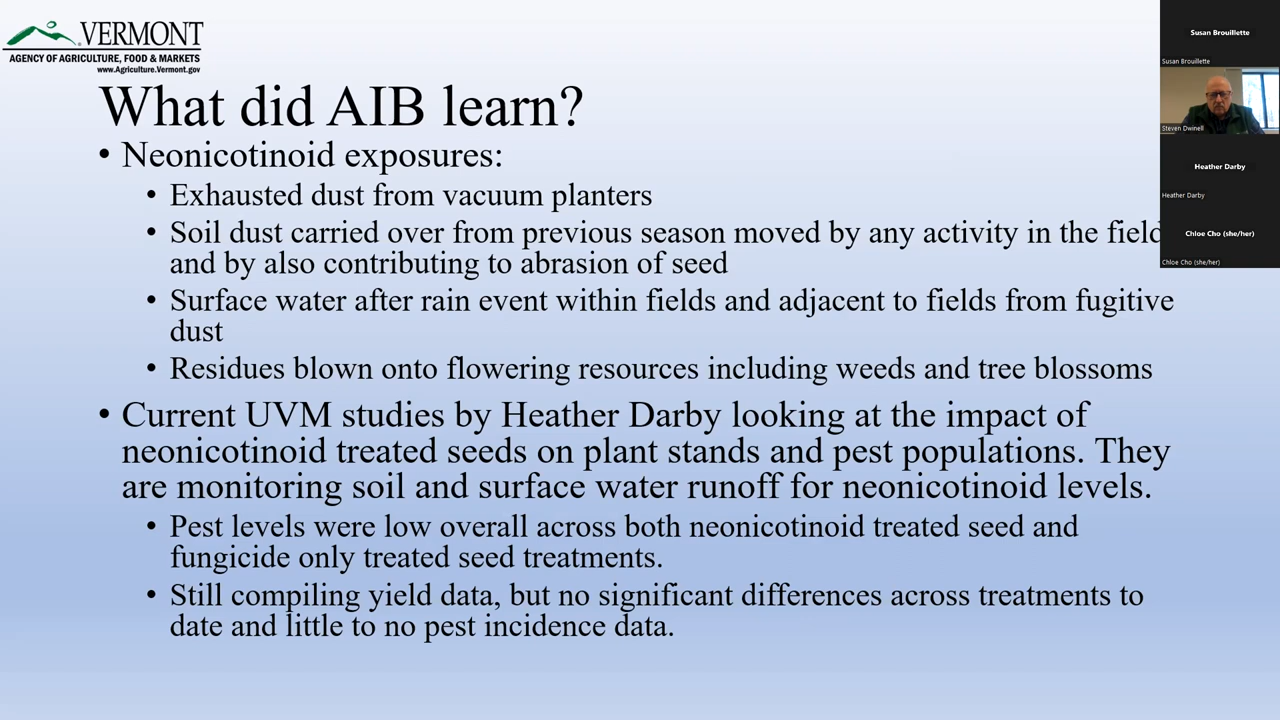 VERMONT
AGENCY OF AGRICULTURE, FOOD & MARKETS
www.Agriculture.Vermont.gov
What did AIB learn?
• Neonicotinoid exposures:
• Exhausted dust from vacuum planters
• Soil dust carried over from previous season moved by any activity in the field
and by also contributing to abrasion of seed
• Surface water after rain event within fields and adjacent to fields from fugitive
dust
• Residues blown onto flowering resources including weeds and tree blossoms
• Current UVM studies by Heather Darby looking at the impact of
neonicotinoid treated seeds on plant stands and pest populations. They
are monitoring soil and surface water runoff for neonicotinoid levels.
• Pest levels were low overall across both neonicotinoid treated seed and
fungicide only treated seed treatments.
• Still compiling yield data, but no significant differences across treatments to
date and little to no pest incidence data.
Susan Brouillette
Susan Brouillette
Steven Dwinell
Heather Darby
Heather Darby
Chloe Cho (she/her)
Chloe Cho (she/her)